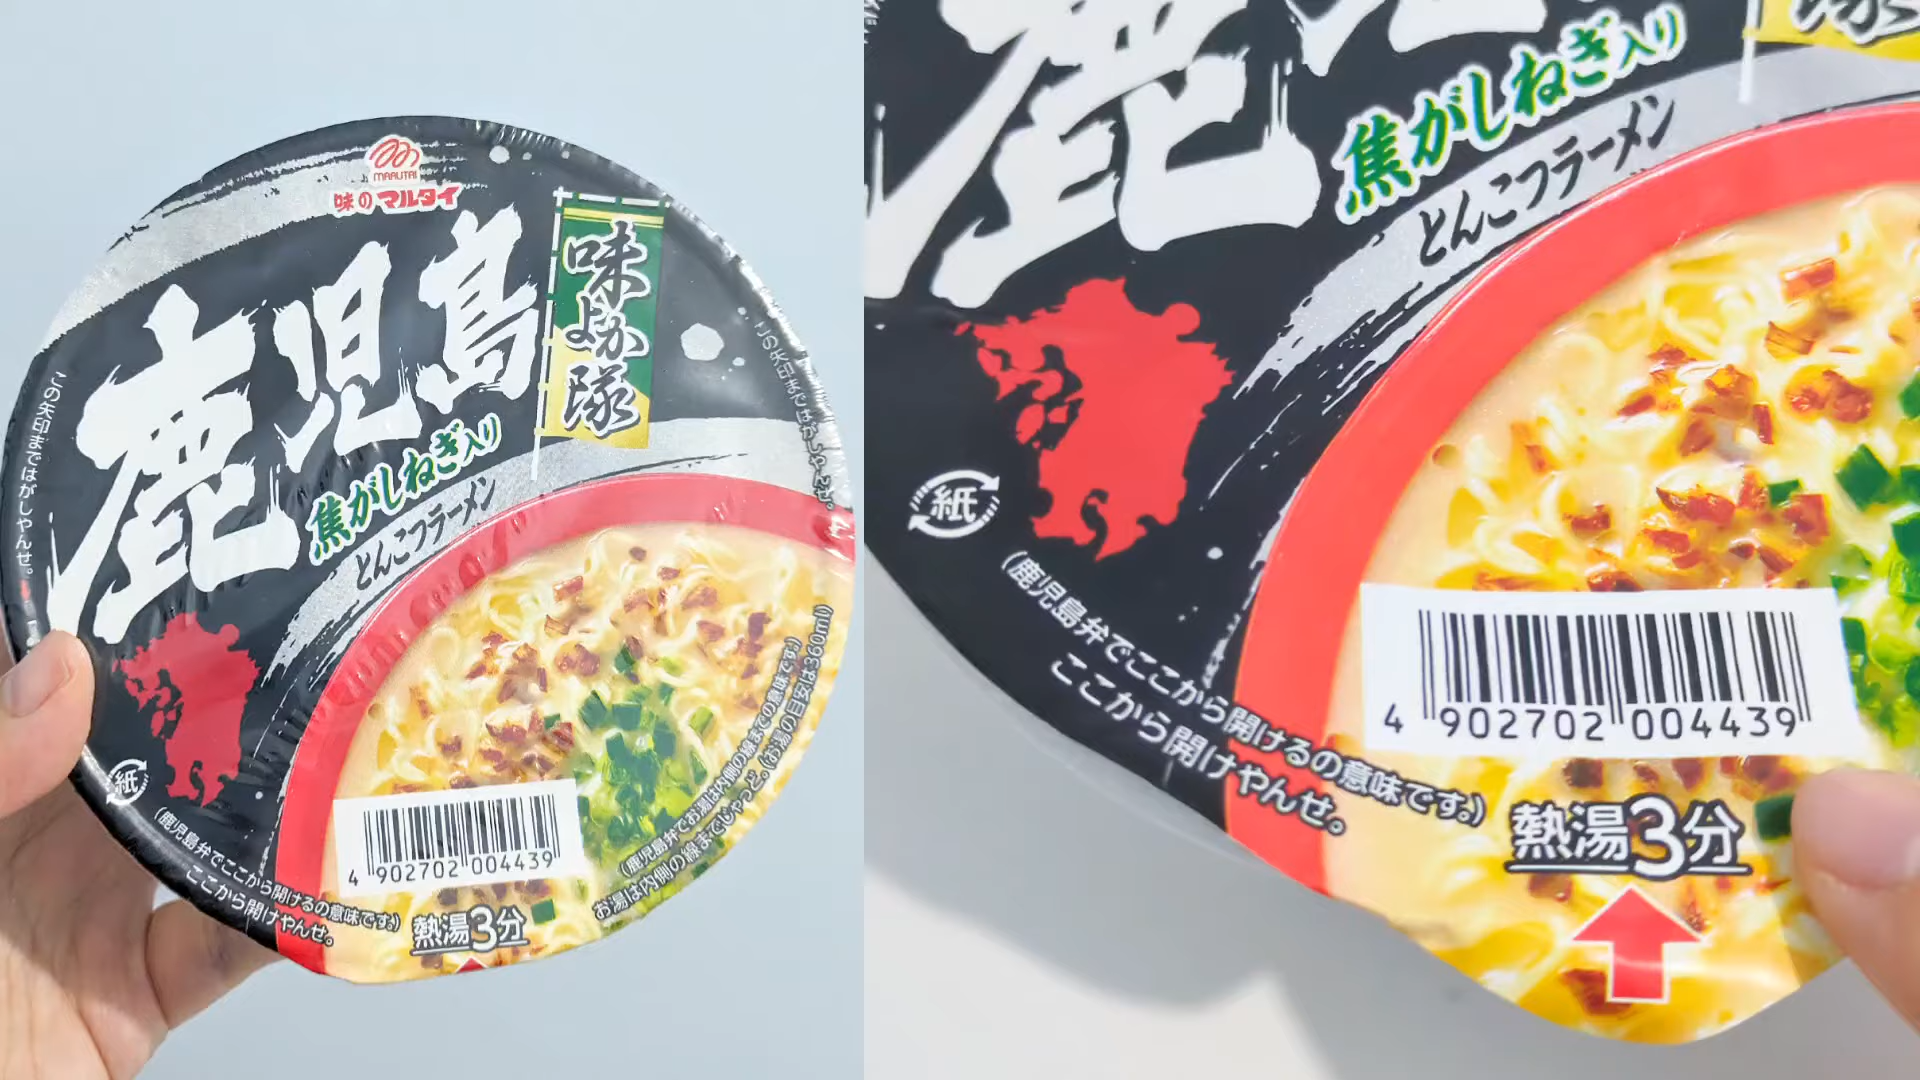 MARUTAI
味のマルタイ
鹿児島
味よか隊
焦がしねぎ入り
とんこつラーメン
この矢印まではがしやんせ。
この矢印まではがしやんせ。
紙
(鹿児島弁でここから開けるの意味です。)
ここから開けやんせ。
4 902702 004439
熱湯3分
(鹿児島弁でお湯は内側の線までの意味です。)
お湯は内側の線までじゃっど。(お湯の目安は360ml)
鹿児
隊
焦がしねぎ入り
とんこつラーメン
紙
(鹿児島弁でここから開けるの意味です。)
ここから開けやんせ。
4 902702 004439
熱湯3分